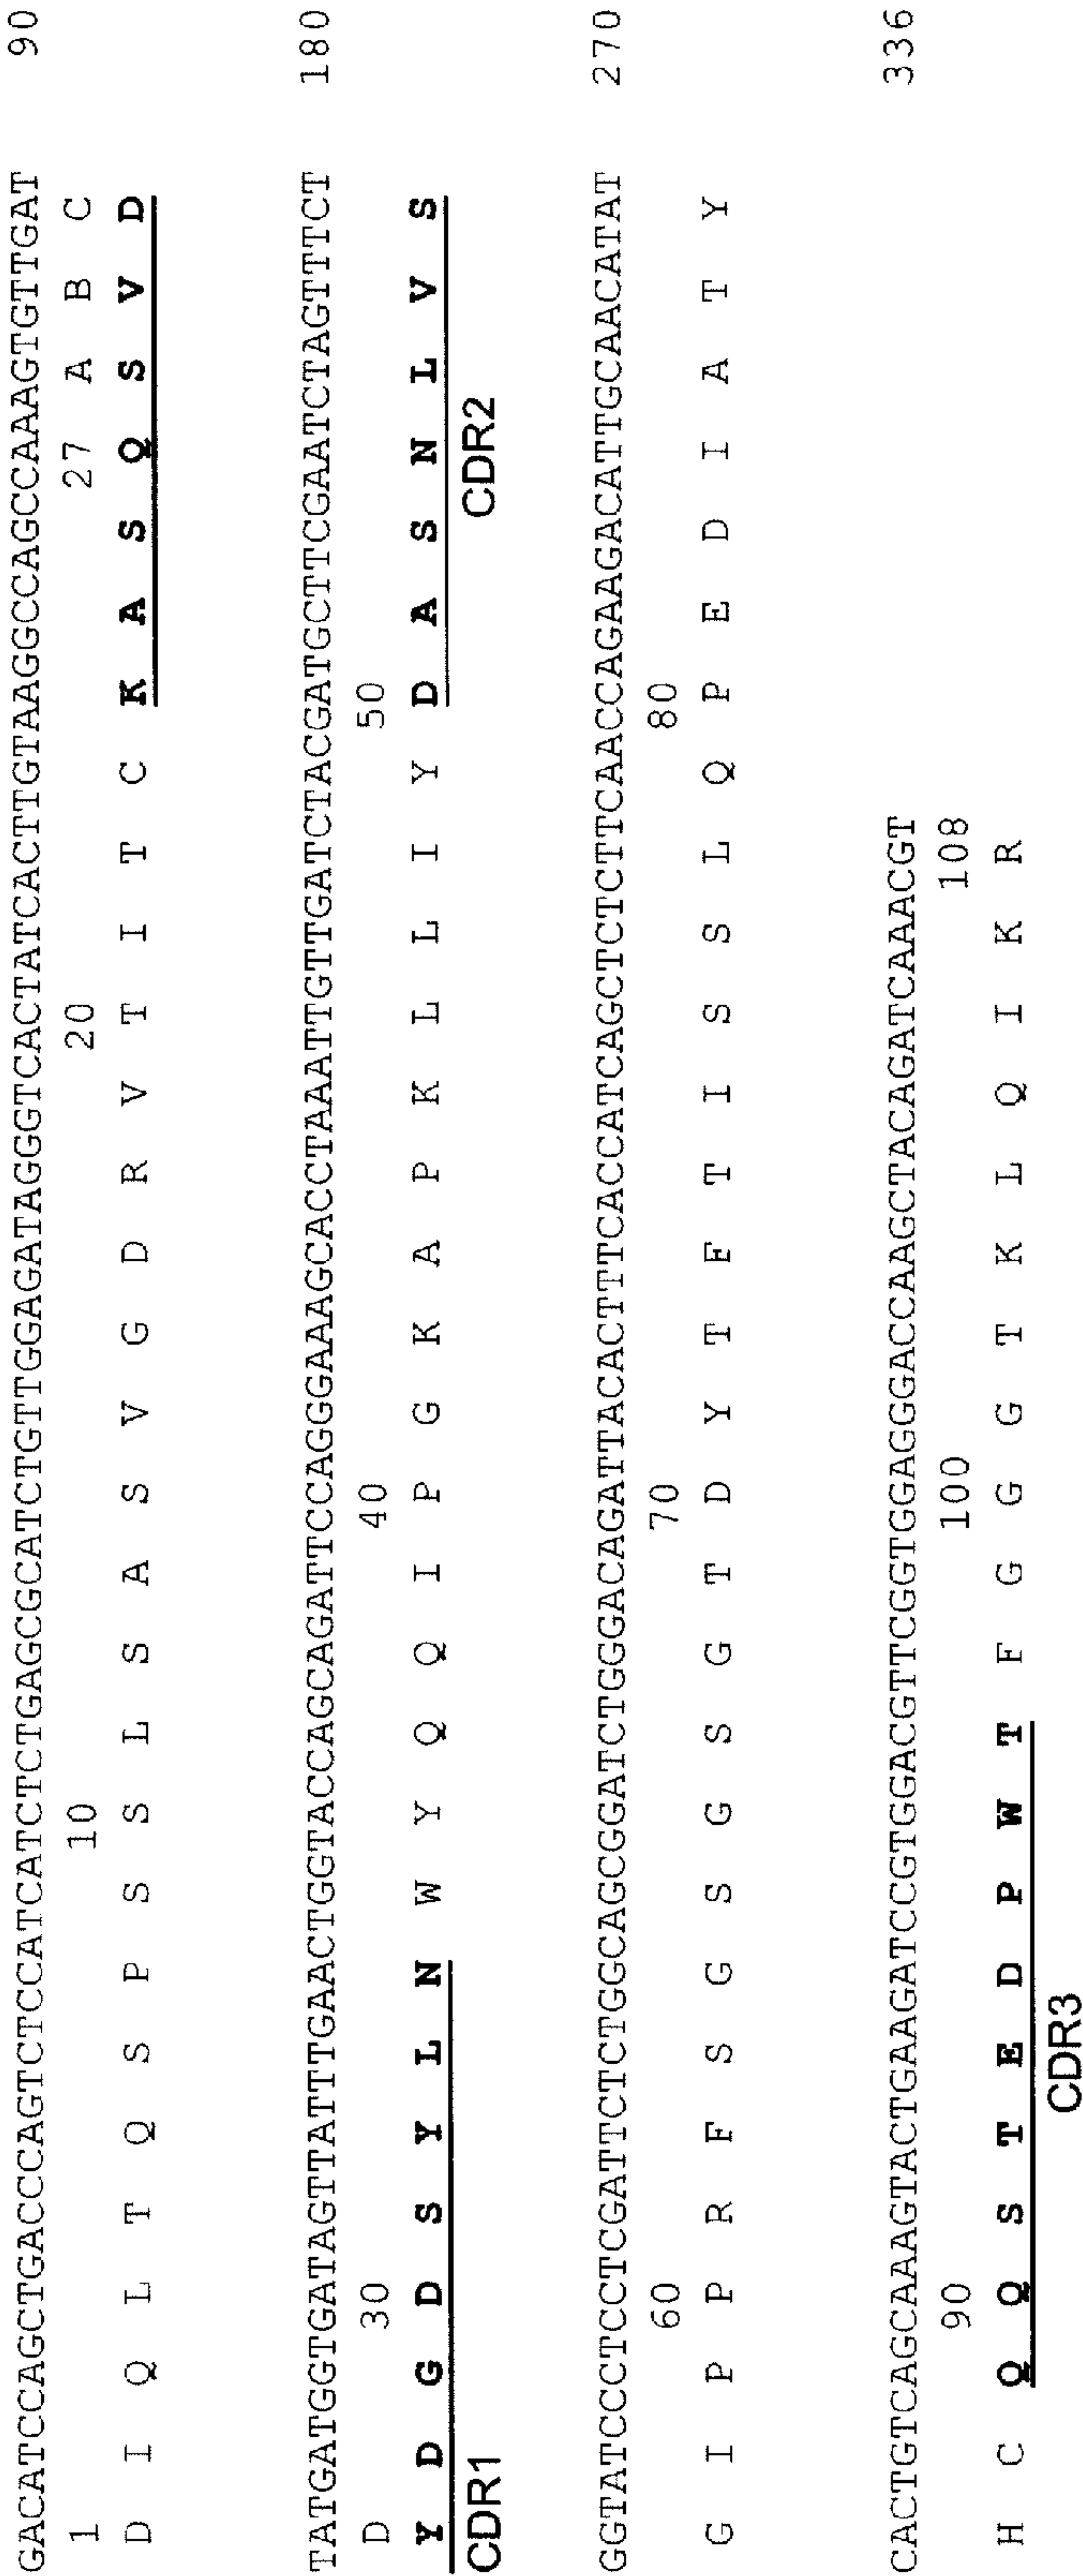 GACATCCAGCTGACCCAGTCTCCATCATCTCTGAGCGCATCTGTTGGAGATAGGGTCACTATCACTTGTAAGGCCAGCCAAAGTGTTGAT 90
1 10 20 27 A B C
D I Q L T Q S P S S L S A S V G D R V T I T C K A S Q S V D
TATGATGGTGATAGTTATTTGAACTGGTACCAGCAGATTCCAGGGAAAGCACCTAAATTGTTGATCTACGATGCTTCGAATCTAGTTTCT 180
D 30 40 50
Y D G D S Y L N W Y Q Q I P G K A P K L L I Y D A S N L V S
CDR1 CDR2
GGTATCCCTCCTCGATTCTCTGGCAGCGGATCTGGGACAGATTACACTTTCACCATCAGCTCTCTTCAACCAGAAGACATTGCAACATAT 270
60 70 80
G I P P R F S G S G S G T D Y T F T I S S L Q P E D I A T Y
CACTGTCAGCAAAGTACTGAAGATCCGTGGACGTTCGGTGGAGGGACCAAGCTACAGATCAAACGT 336
90 100 108
H C Q Q S T E D P W T F G G G T K L Q I K R
CDR3